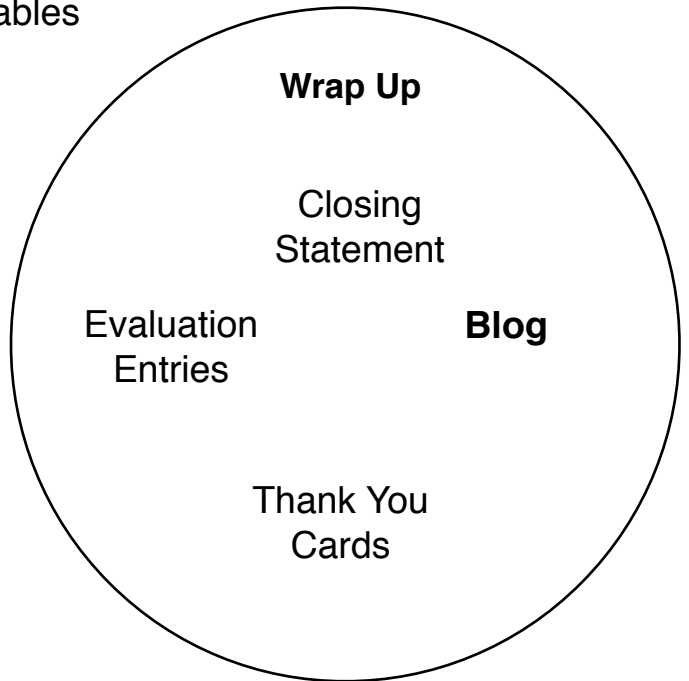 ables
Wrap Up
Closing
Statement
Evaluation
Entries
Blog
Thank You
Cards